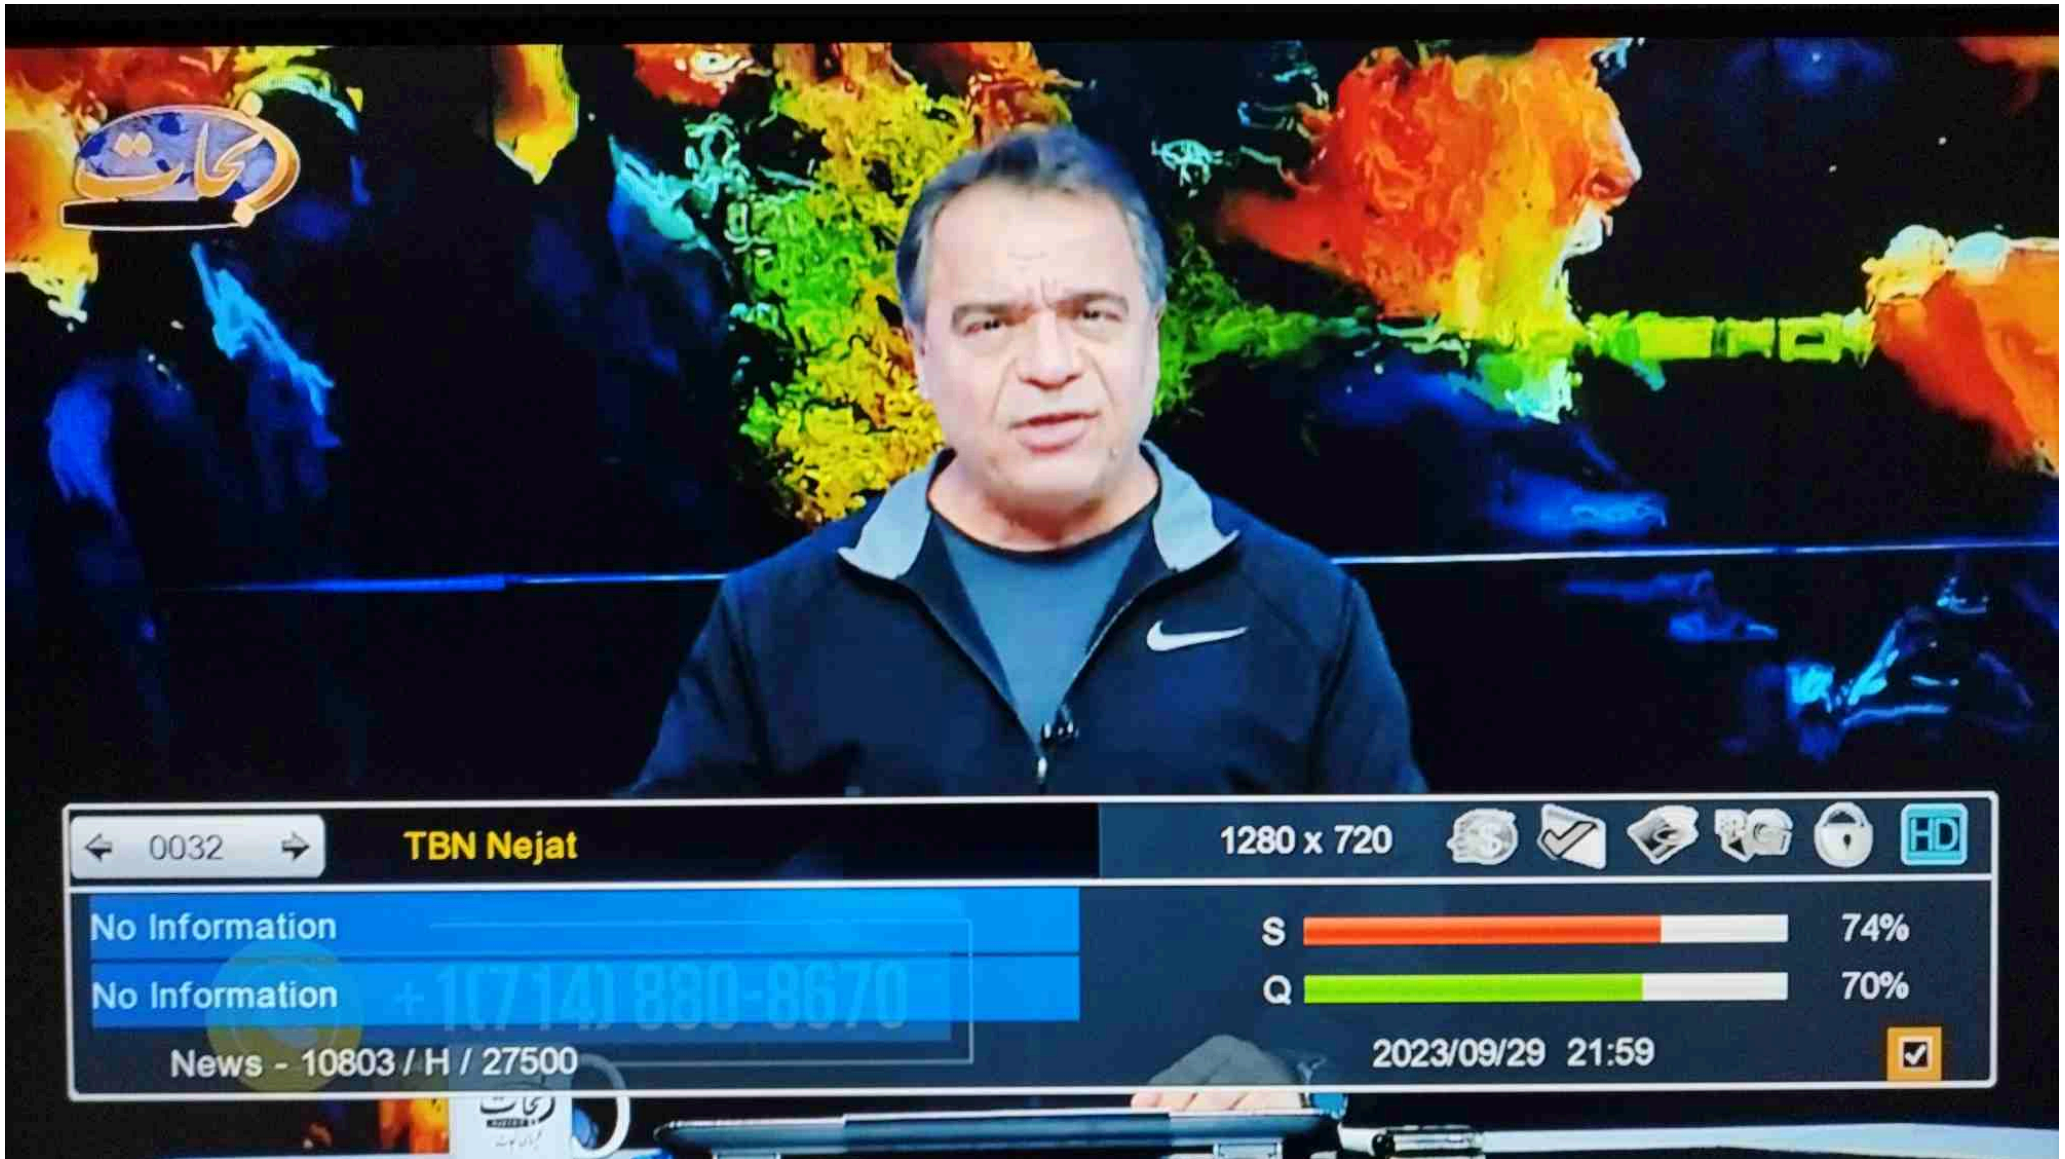 نجات
0032
TBN Nejat
1280 x 720
HD
No Information
S 74%
No Information
+1(714) 880-8670
Q 70%
News - 10803 / H / 27500
2023/09/29 21:59
نجات